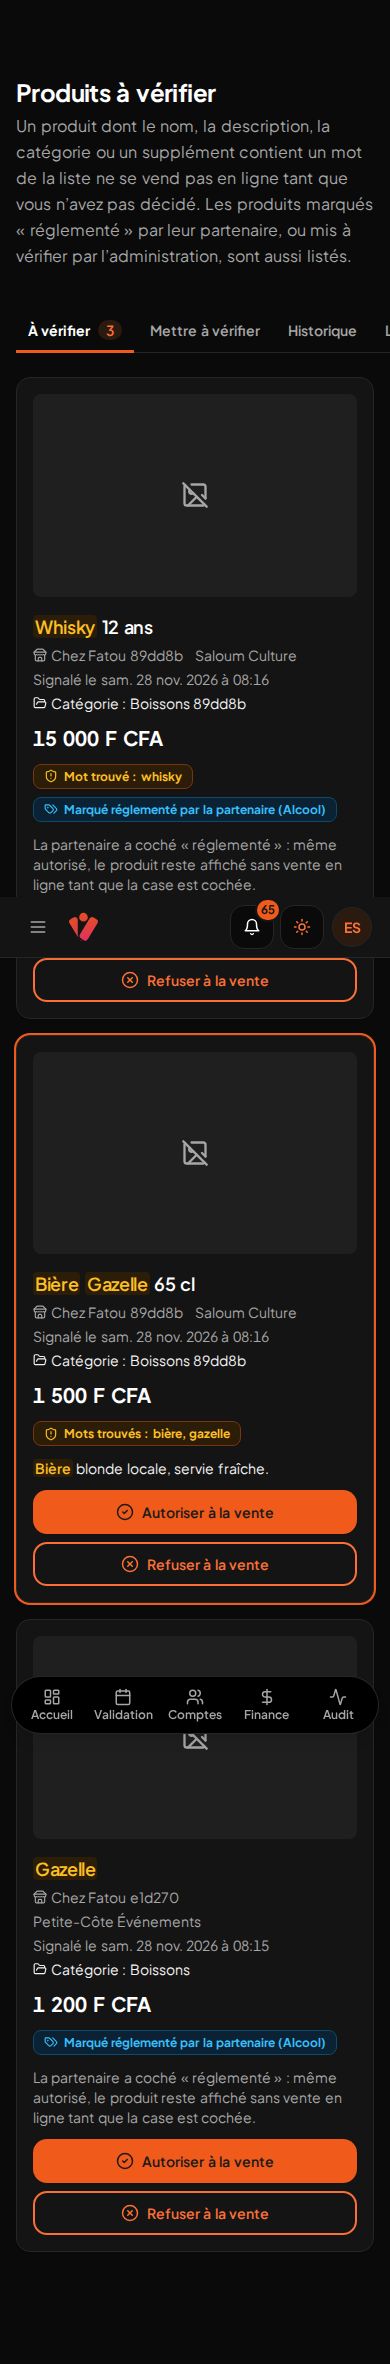 Produits à vérifier
Un produit dont le nom, la description, la
catégorie ou un supplément contient un mot
de la liste ne se vend pas en ligne tant que
vous n’avez pas décidé. Les produits marqués
« réglementé » par leur partenaire, ou mis à
vérifier par l’administration, sont aussi listés.
À vérifier 3 Mettre à vérifier Historique
Whisky 12 ans
Chez Fatou 89dd8b Saloum Culture
Signalé le sam. 28 nov. 2026 à 08:16
Catégorie : Boissons 89dd8b
15 000 F CFA
Mot trouvé : whisky
Marqué réglementé par la partenaire (Alcool)
La partenaire a coché « réglementé » : même
autorisé, le produit reste affiché sans vente en
ligne tant que la case est cochée.
65
ES
Refuser à la vente
Bière Gazelle 65 cl
Chez Fatou 89dd8b Saloum Culture
Signalé le sam. 28 nov. 2026 à 08:16
Catégorie : Boissons 89dd8b
1 500 F CFA
Mots trouvés : bière, gazelle
Bière blonde locale, servie fraîche.
Autoriser à la vente
Refuser à la vente
Accueil Validation Comptes Finance Audit
Gazelle
Chez Fatou e1d270
Petite-Côte Événements
Signalé le sam. 28 nov. 2026 à 08:15
Catégorie : Boissons
1 200 F CFA
Marqué réglementé par la partenaire (Alcool)
La partenaire a coché « réglementé » : même
autorisé, le produit reste affiché sans vente en
ligne tant que la case est cochée.
Autoriser à la vente
Refuser à la vente